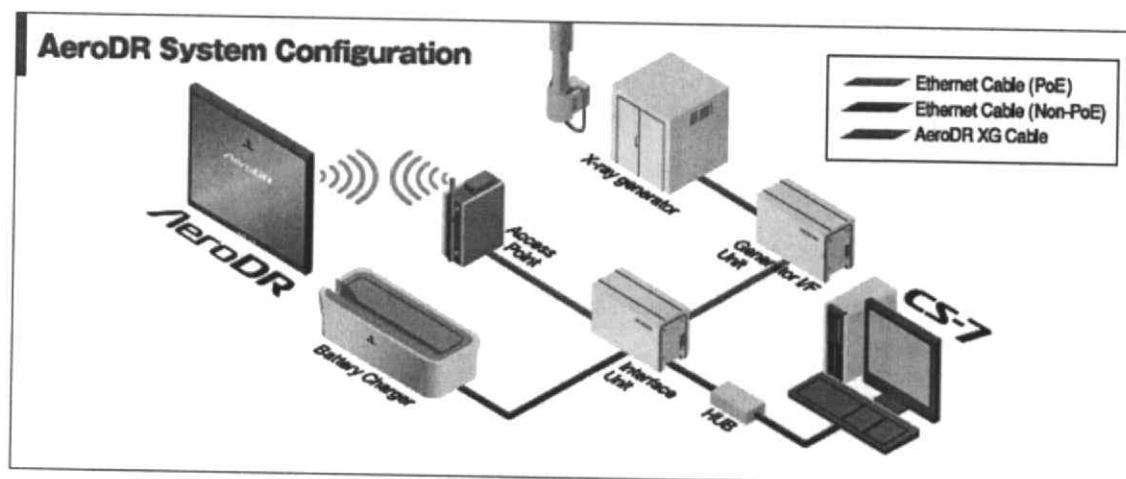 AeroDR System Configuration
Ethernet Cable (PoE)
Ethernet Cable (Non-PoE)
AeroDR XG Cable
AeroDR
AeroDR
Access
Point
X-ray generator
Generator I/F
Unit
CS-7
Battery Charger
Interface
Unit
HUB